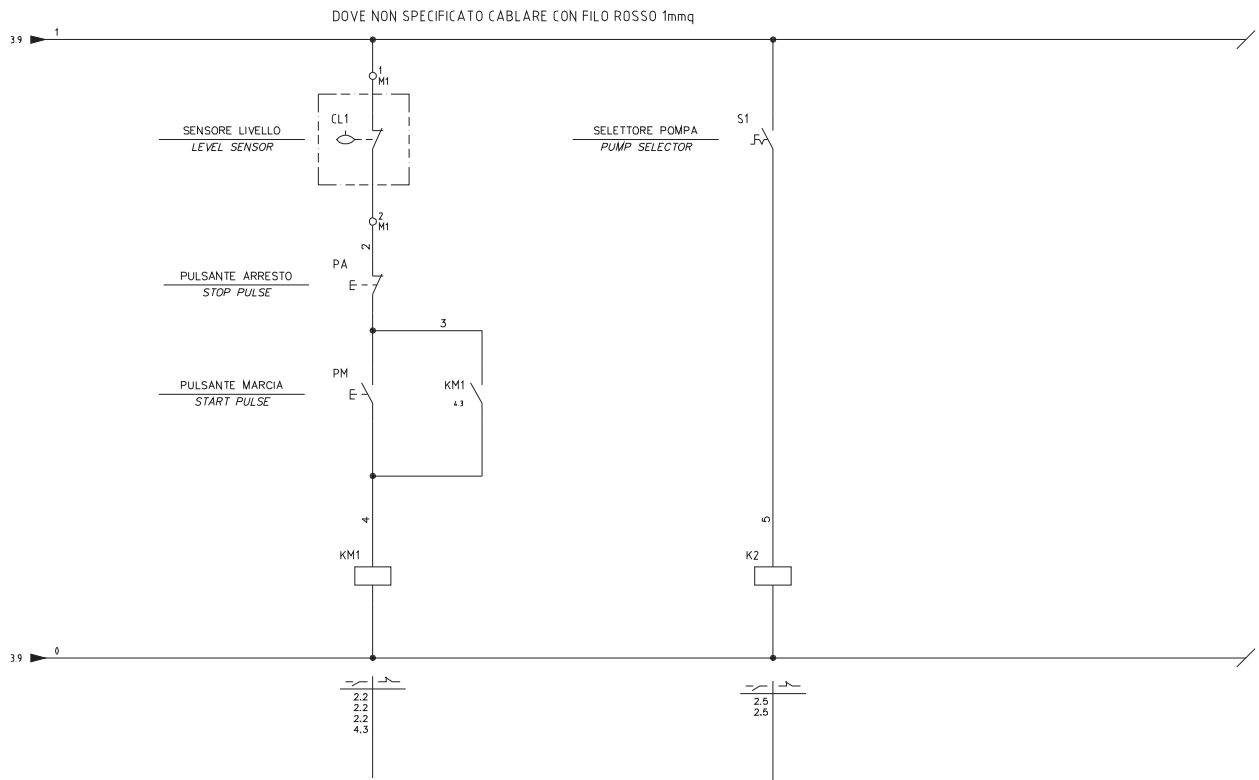 DOVE NON SPECIFICATO CABLARE CON FILO ROSSO 1mmq
3.9
1
1
M1
CL1
SENSORE LIVELLO
LEVEL SENSOR
S1
SELETTORE POMPA
PUMP SELECTOR
2
M1
2
PA
PULSANTE ARRESTO
STOP PULSE
3
PM
PULSANTE MARCIA
START PULSE
KM1
4.3
4
5
KM1
K2
3.9
0
2.2
2.2
2.2
4.3
2.5
2.5